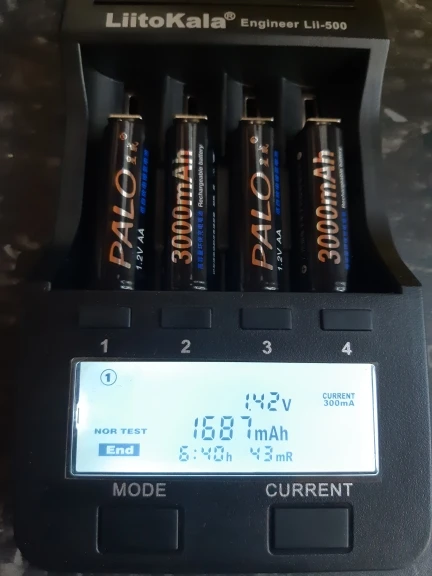 LiitoKala® Engineer Lii-500
PALO
1.2V AA
3000mAh
Rechargeable battery
PALO
1.2V AA
3000mAh
Rechargeable battery
1 2 3 4
1
1.42V
CURRENT
300mA
NOR TEST
1687mAh
End
6:40h 43mR
MODE CURRENT